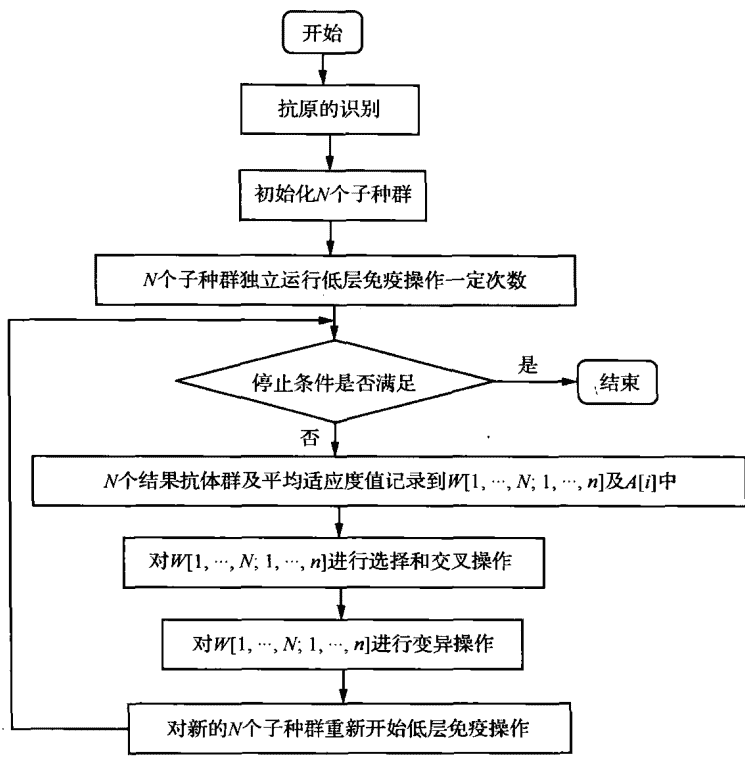 开始
抗原的识别
初始化N个子种群
N个子种群独立运行低层免疫操作一定次数
停止条件是否满足
是
结束
否
N个结果抗体群及平均适应度值记录到W[1, ···, N; 1, ···, n]及A[i]中
对W[1, ···, N; 1, ···, n]进行选择和交叉操作
对W[1, ···, N; 1, ···, n]进行变异操作
对新的N个子种群重新开始低层免疫操作